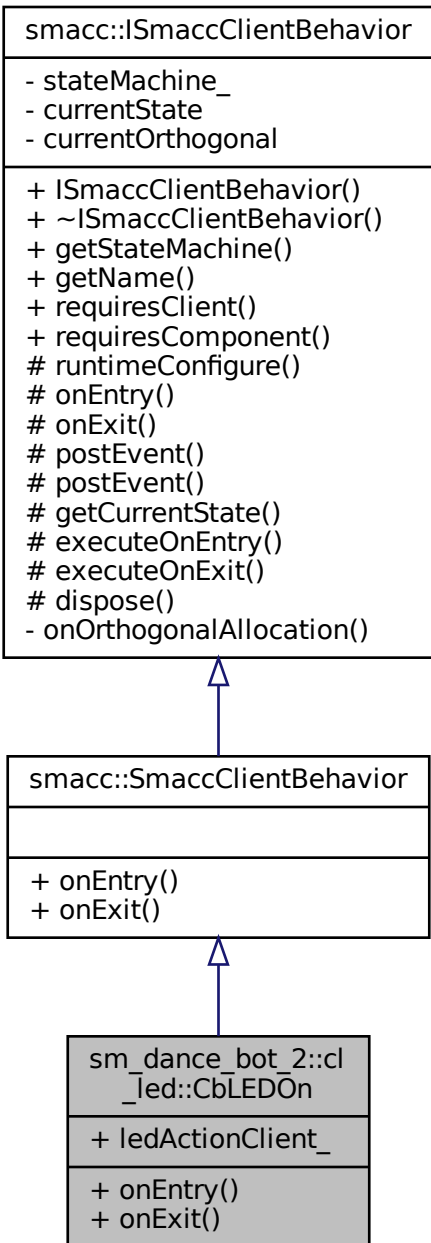 smacc::ISmaccClientBehavior
- stateMachine_
- currentState
- currentOrthogonal
+ ISmaccClientBehavior()
+ ~ISmaccClientBehavior()
+ getStateMachine()
+ getName()
+ requiresClient()
+ requiresComponent()
# runtimeConfigure()
# onEntry()
# onExit()
# postEvent()
# postEvent()
# getCurrentState()
# executeOnEntry()
# executeOnExit()
# dispose()
- onOrthogonalAllocation()
smacc::SmaccClientBehavior
+ onEntry()
+ onExit()
sm_dance_bot_2::cl
_led::CbLEDOn
+ ledActionClient_
+ onEntry()
+ onExit()